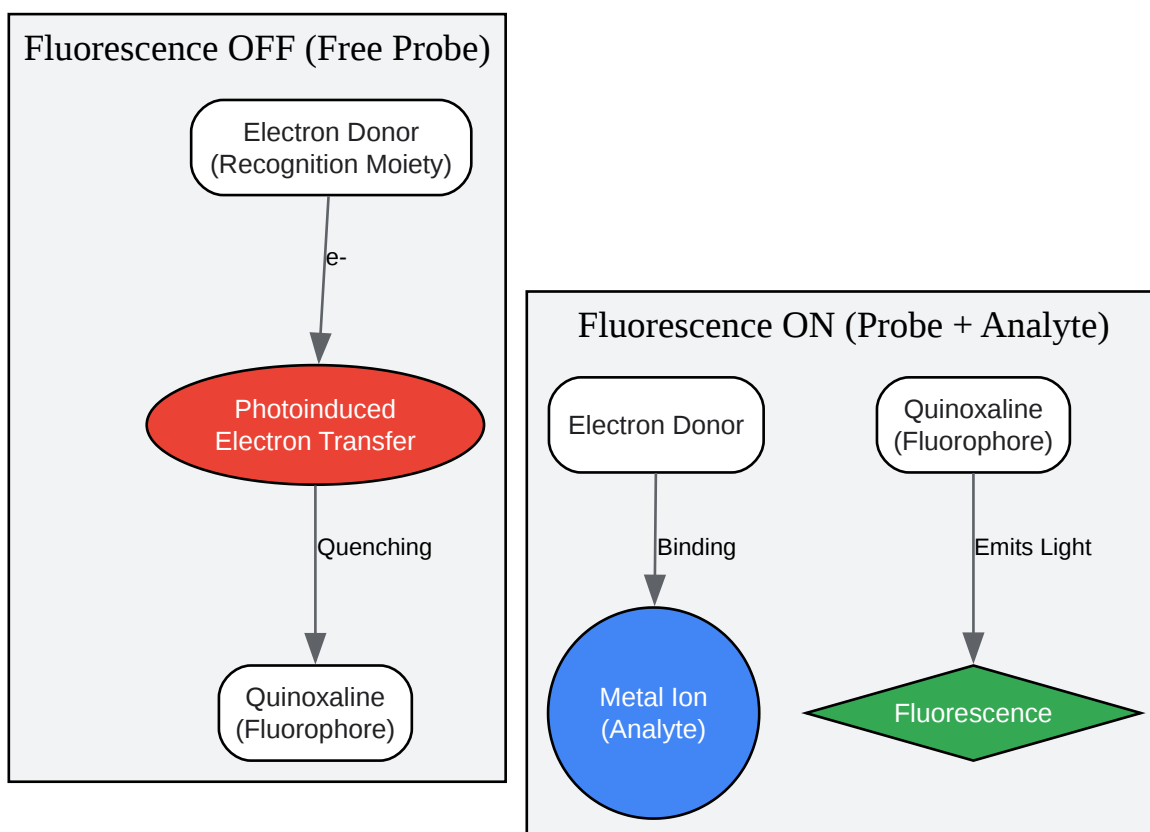 Fluorescence OFF (Free Probe)
Electron Donor
(Recognition Moiety)
e-
Photoinduced
Electron Transfer
Quenching
Quinoxaline
(Fluorophore)
Fluorescence ON (Probe + Analyte)
Electron Donor
Binding
Metal Ion
(Analyte)
Quinoxaline
(Fluorophore)
Emits Light
Fluorescence